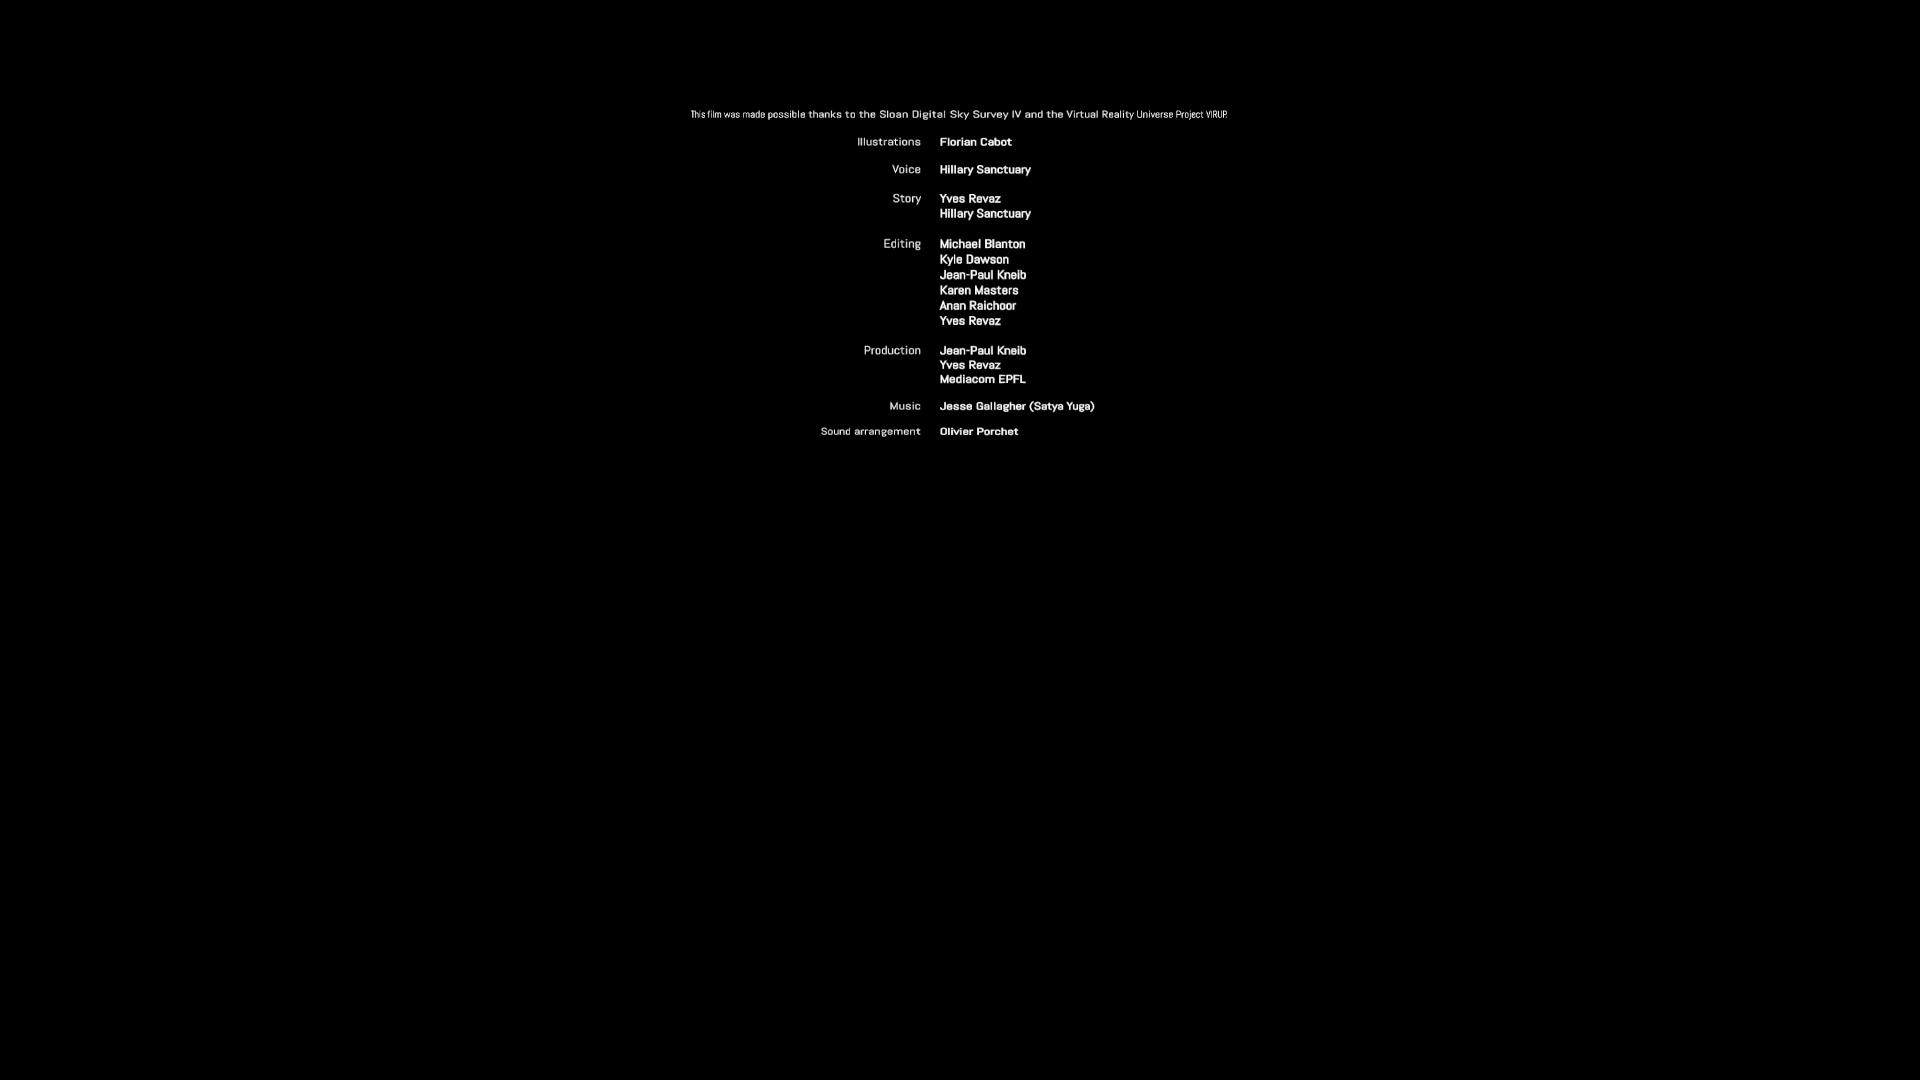 This film was made possible thanks to the Sloan Digital Sky Survey IV and the Virtual Reality Universe Project VIRUP.
Illustrations Florian Cabot
Voice Hillary Sanctuary
Story Yves Revaz
Hillary Sanctuary
Editing Michael Blanton
Kyle Dawson
Jean-Paul Kneib
Karen Masters
Anan Raichoor
Yves Revaz
Production Jean-Paul Kneib
Yves Revaz
Mediacom EPFL
Music Jesse Gallagher (Satya Yuga)
Sound arrangement Olivier Porchet